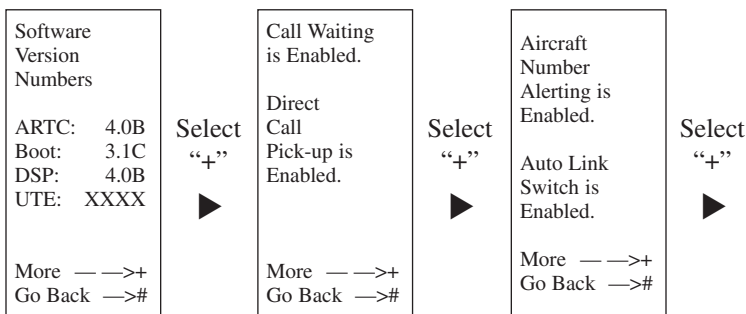 Software
Version
Numbers
ARTC: 4.0B
Boot: 3.1C
DSP: 4.0B
UTE: XXXX
More — —>+
Go Back —>#
Select
“+”
Call Waiting
is Enabled.
Direct
Call
Pick-up is
Enabled.
More — —>+
Go Back —>#
Select
“+”
Aircraft
Number
Alerting is
Enabled.
Auto Link
Switch is
Enabled.
More — —>+
Go Back —>#
Select
“+”